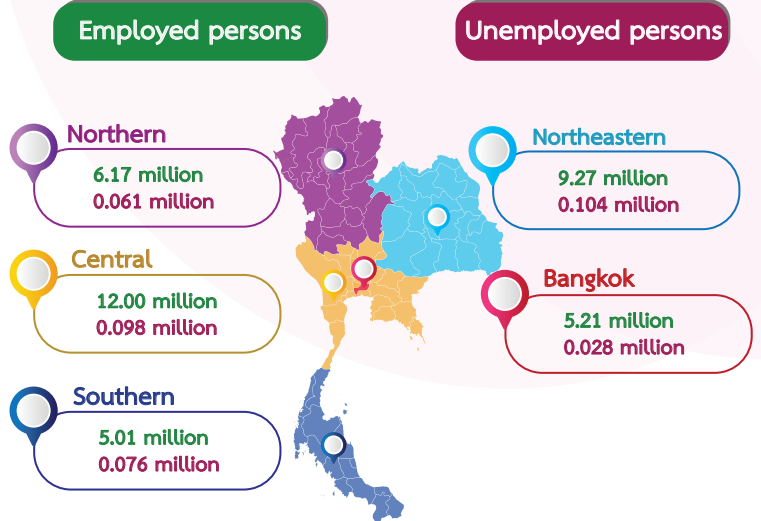 Employed persons
Unemployed persons
Northern
6.17 million
0.061 million
Northeastern
9.27 million
0.104 million
Central
12.00 million
0.098 million
Bangkok
5.21 million
0.028 million
Southern
5.01 million
0.076 million